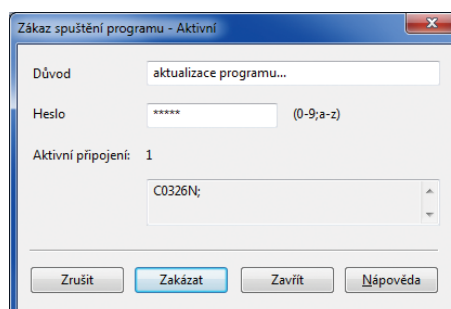 Zákaz spuštění programu - Aktivní
Důvod aktualizace programu...
Heslo ***** (0-9;a-z)
Aktivní připojení: 1
C0326N;
Zrušit Zakázat Zavřít Nápověda